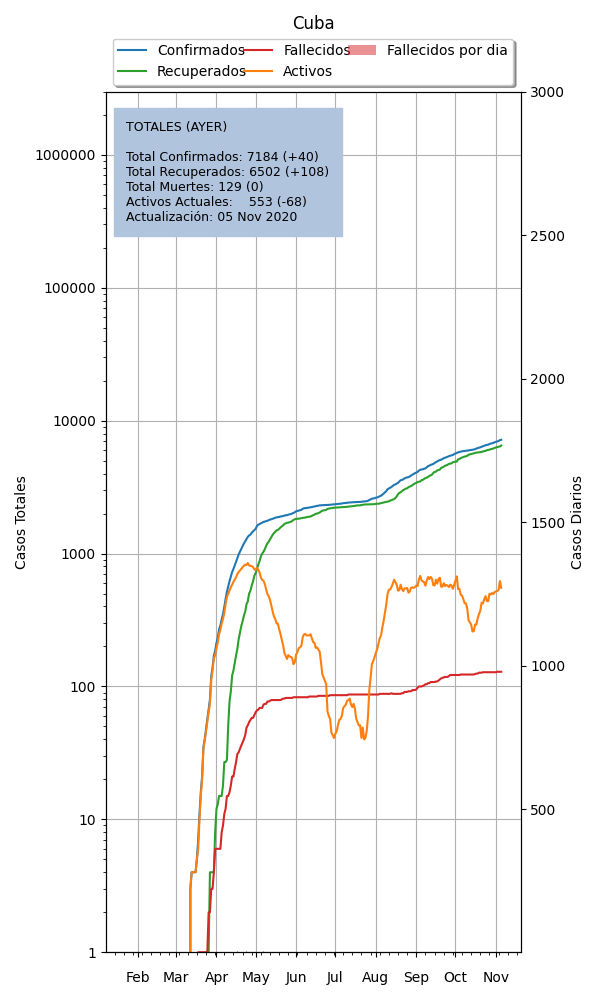 Cuba
Confirmados Fallecidos Fallecidos por dia
Recuperados Activos
TOTALES (AYER)
Total Confirmados: 7184 (+40)
Total Recuperados: 6502 (+108)
Total Muertes: 129 (0)
Activos Actuales: 553 (-68)
Actualización: 05 Nov 2020
Casos Totales
1000000
100000
10000
1000
100
10
1
3000
2500
2000
1500
1000
500
Casos Diarios
Feb Mar Apr May Jun Jul Aug Sep Oct Nov